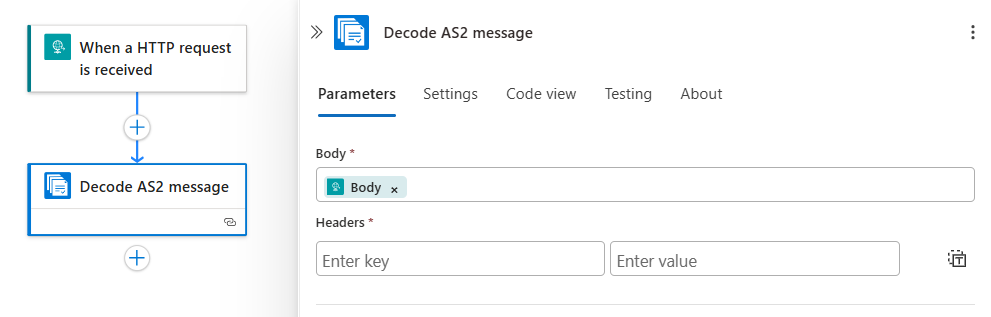 When a HTTP request
is received
Decode AS2 message
Decode AS2 message
Parameters Settings Code view Testing About
Body *
Body ×
Headers *
Enter key Enter value